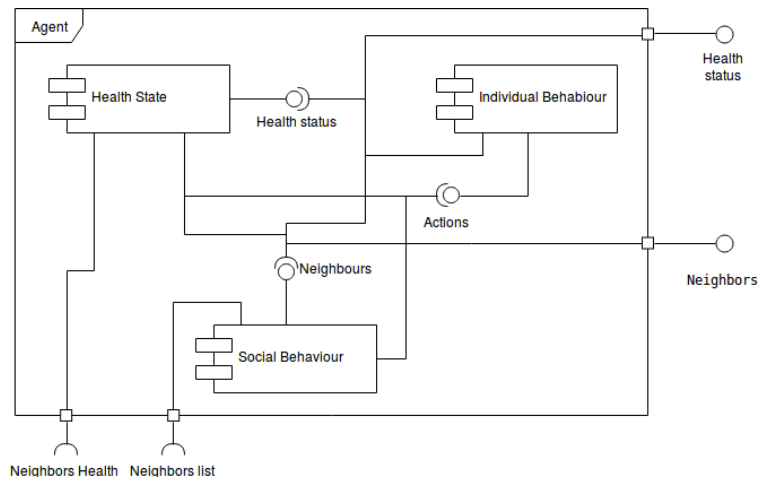 Agent
Health
status
Health State
Individual Behabiour
Health status
Actions
Neighbours
Neighbors
Social Behaviour
Neighbors Health
Neighbors list